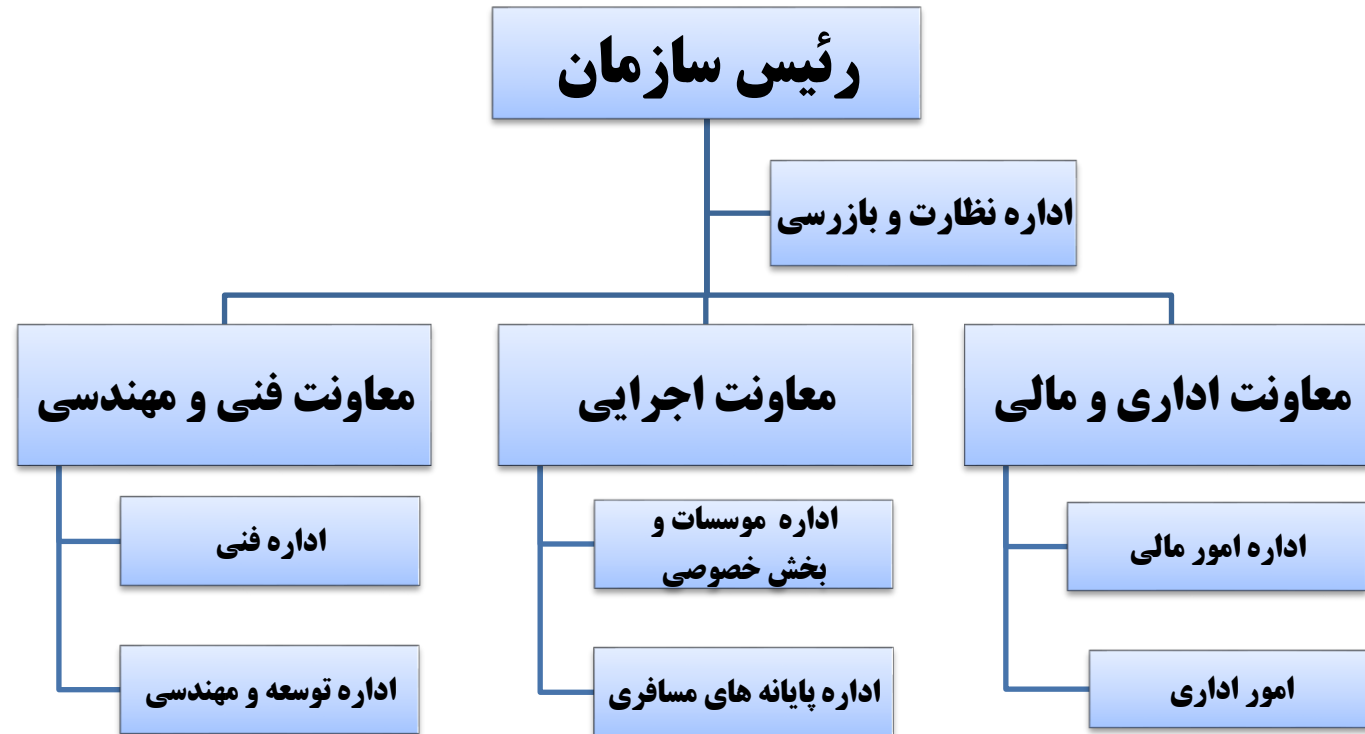 رئیس سازمان
اداره نظارت و بازرسی
معاونت اداری و مالی
معاونت اجرایی
معاونت فنی و مهندسی
اداره امور مالی
اداره موسسات و
بخش خصوصی
اداره فنی
امور اداری
اداره پایانه های مسافری
اداره توسعه و مهندسی